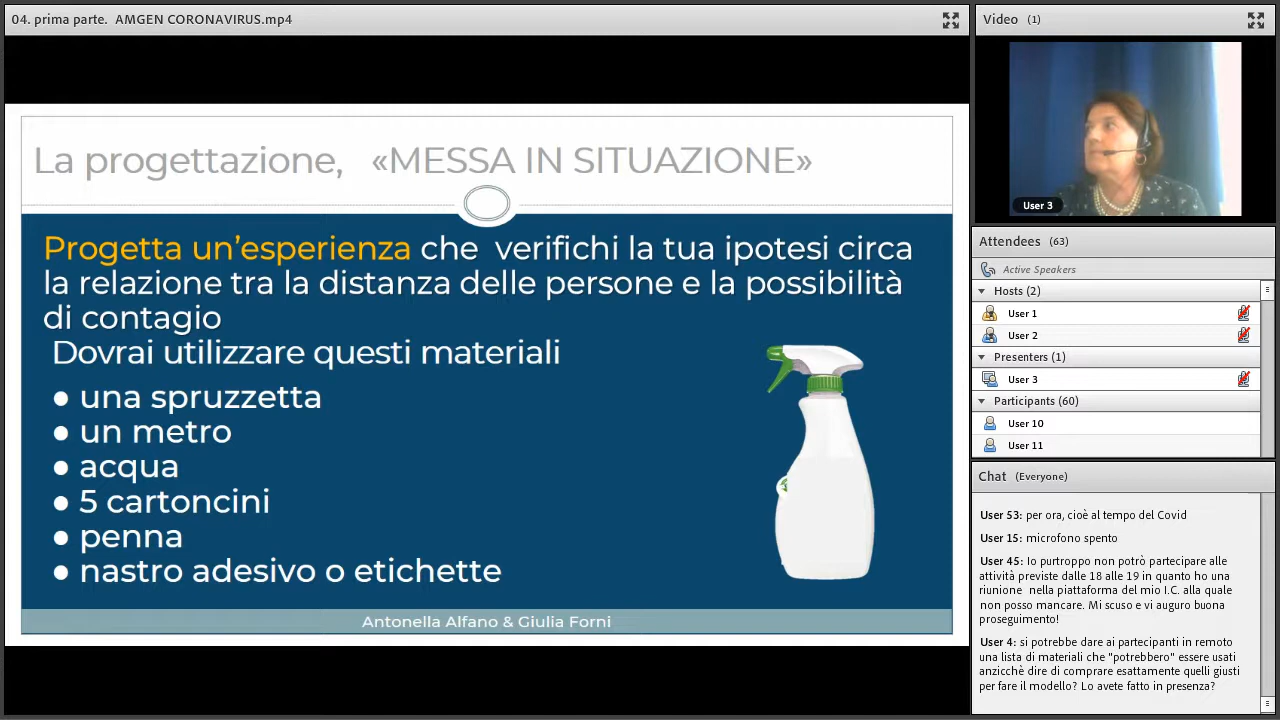 04. prima parte.  AMGEN CORONAVIRUS.mp4
La progettazione,  «MESSA IN SITUAZIONE»
Progetta un’esperienza che  verifichi la tua ipotesi circa
la relazione tra la distanza delle persone e la possibilità
di contagio
Dovrai utilizzare questi materiali
● una spruzzetta
● un metro
● acqua
● 5 cartoncini
● penna
● nastro adesivo o etichette
Antonella Alfano & Giulia Forni
Video (1)
User 3
Attendees (63)
Active Speakers
Hosts (2)
User 1
User 2
Presenters (1)
User 3
Participants (60)
User 10
User 11
Chat (Everyone)
User 53: per ora, cioè al tempo del Covid
User 15: microfono spento
User 45: Io purtroppo non potrò partecipare alle
attività previste dalle 18 alle 19 in quanto ho una
riunione  nella piattaforma del mio I.C. alla quale
non posso mancare. Mi scuso e vi auguro buona
proseguimento!
User 4: si potrebbe dare ai partecipanti in remoto
una lista di materiali che "potrebbero" essere usati
anzicchè dire di comprare esattamente quelli giusti
per fare il modello? Lo avete fatto in presenza?